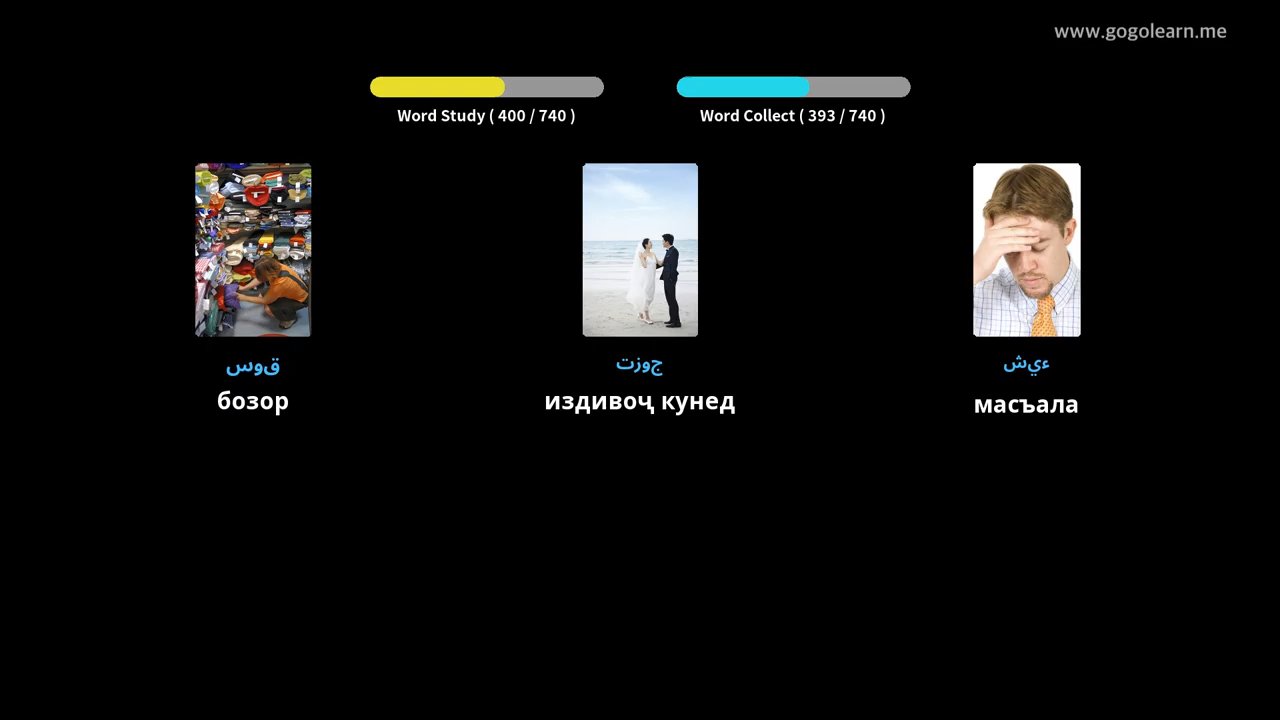 www.gogolearn.me
Word Study ( 400 / 740 )
Word Collect ( 393 / 740 )
قوس
бозор
جوزت
издивоҷ кунед
ءيش
масъала